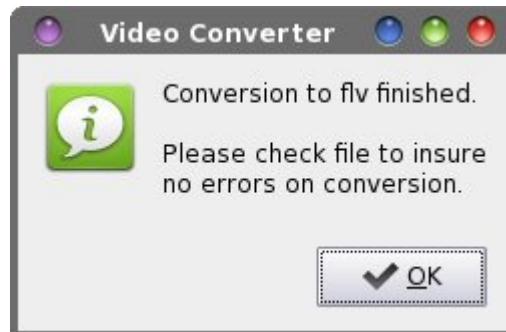 Video Converter
Conversion to flv finished.
Please check file to insure
no errors on conversion.
OK